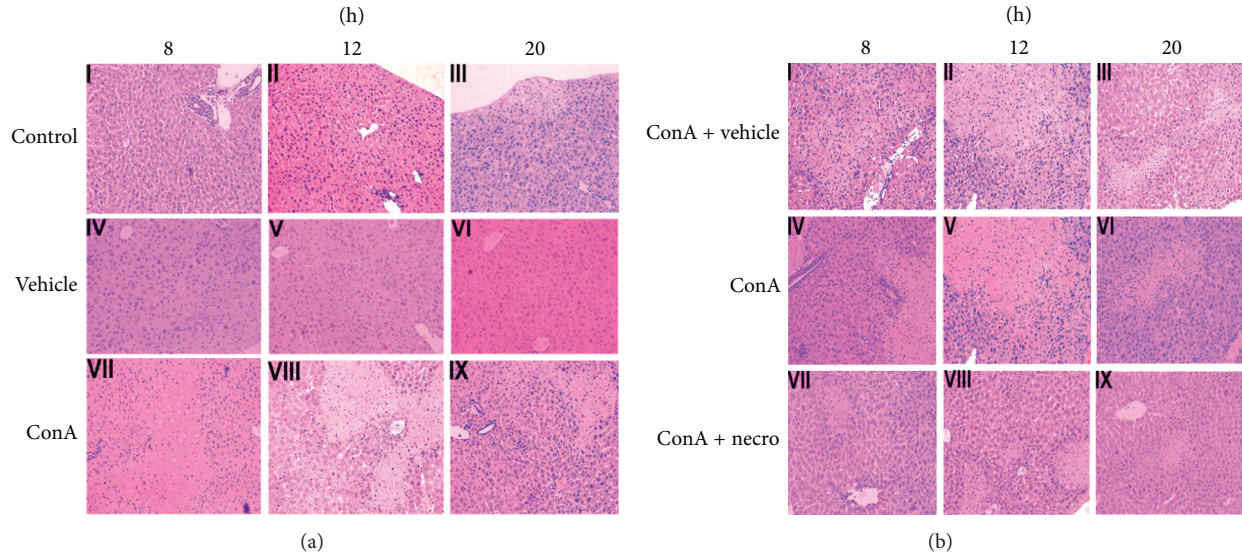 (h)
8 12 20
Control
I II III
Vehicle
IV V VI
ConA
VII VIII IX
(a)
(h)
8 12 20
ConA + vehicle
I II III
ConA
IV V VI
ConA + necro
VII VIII IX
(b)